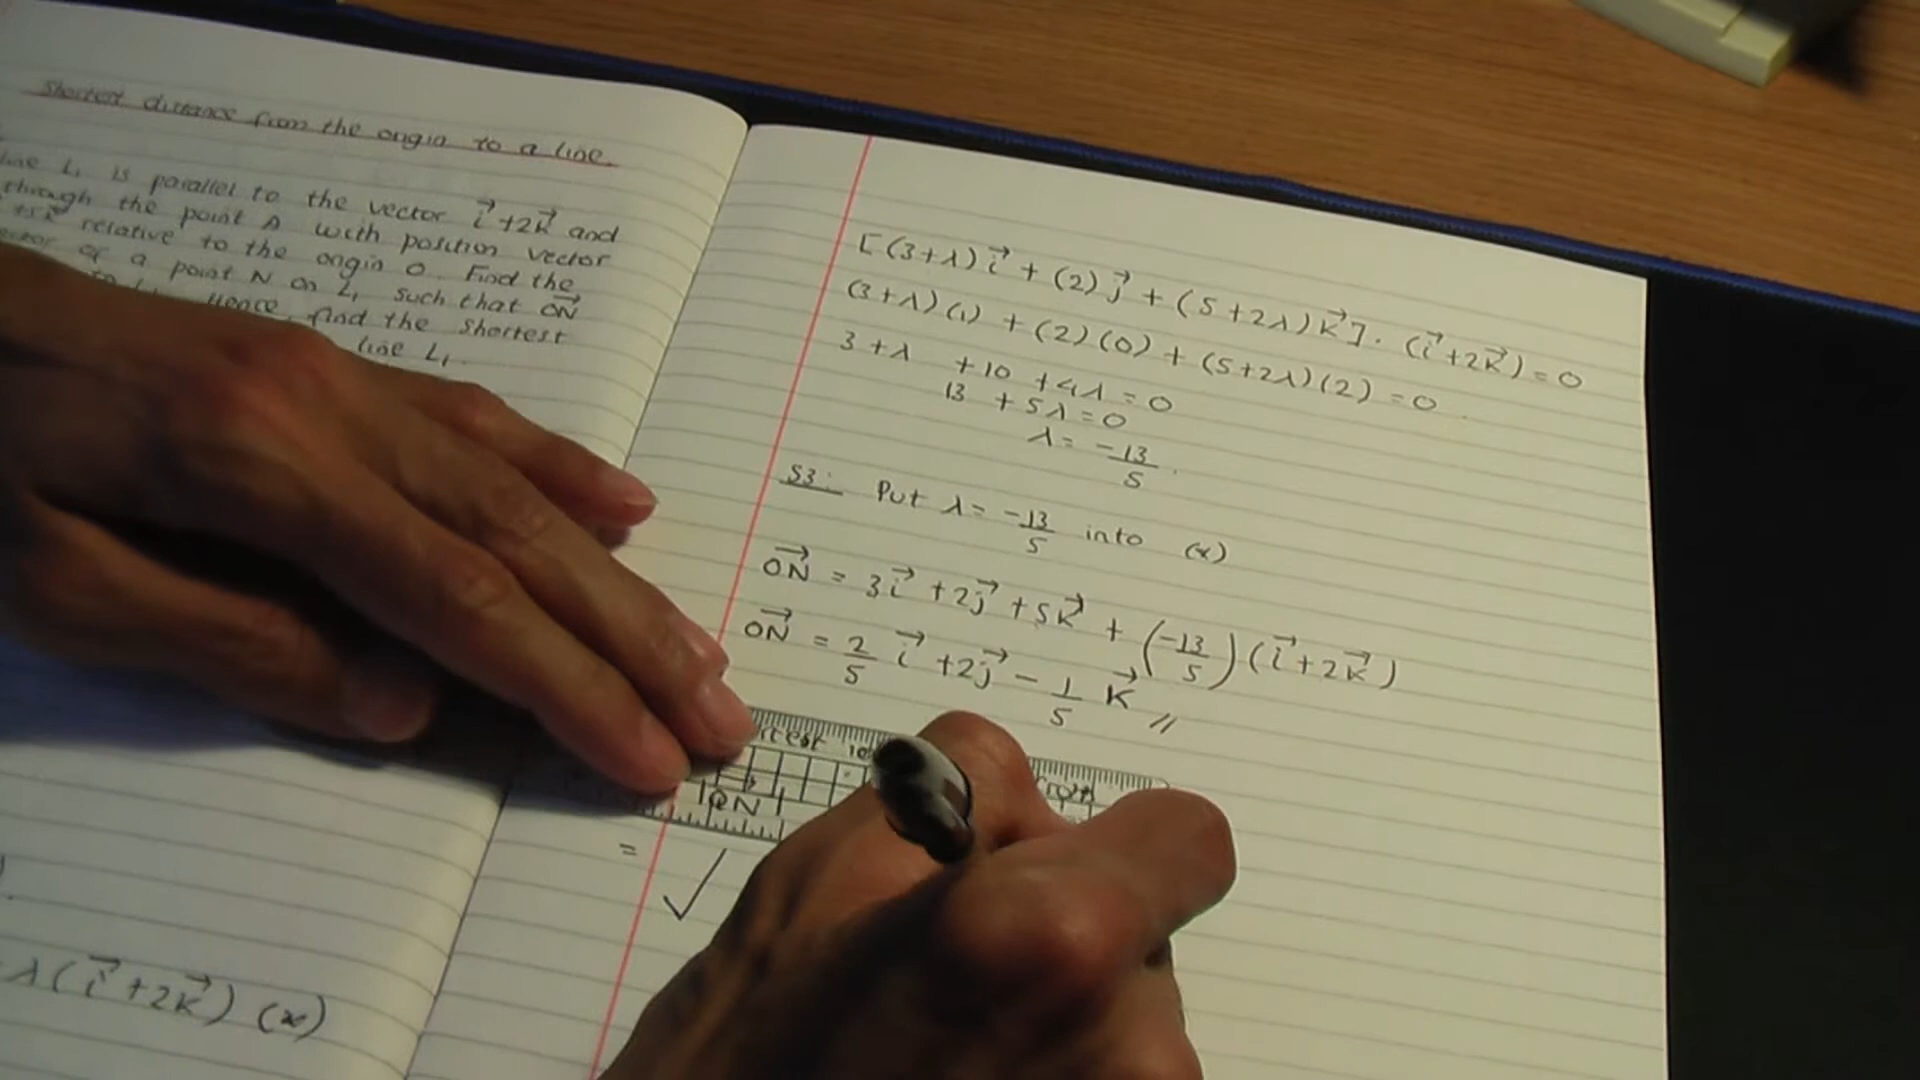 Shortest distance from the origin to a line.
line L₁ is parallel to the vector i⃗+2k⃗ and
through the point A with position vector
+5k⃗ relative to the origin O. Find the
of a point N on L₁ such that O⃗N⃗
to L₁. Hence, find the shortest
line L₁.
λ(i⃗+2k⃗) (*)
[(3+λ)i⃗ + (2)j⃗ + (5+2λ)k⃗].(i⃗+2k⃗)=0
(3+λ)(1) + (2)(0) + (5+2λ)(2) =0
3+λ +10 +4λ =0
13 +5λ=0
λ= -13/5
S3: Put λ= -13/5 into (*)
O⃗N⃗ = 3i⃗ +2j⃗ +5k⃗ + (-13/5)(i⃗+2k⃗)
O⃗N⃗ = 2/5 i⃗ +2j⃗ - 1/5 k⃗ //
|O⃗N⃗|
= √